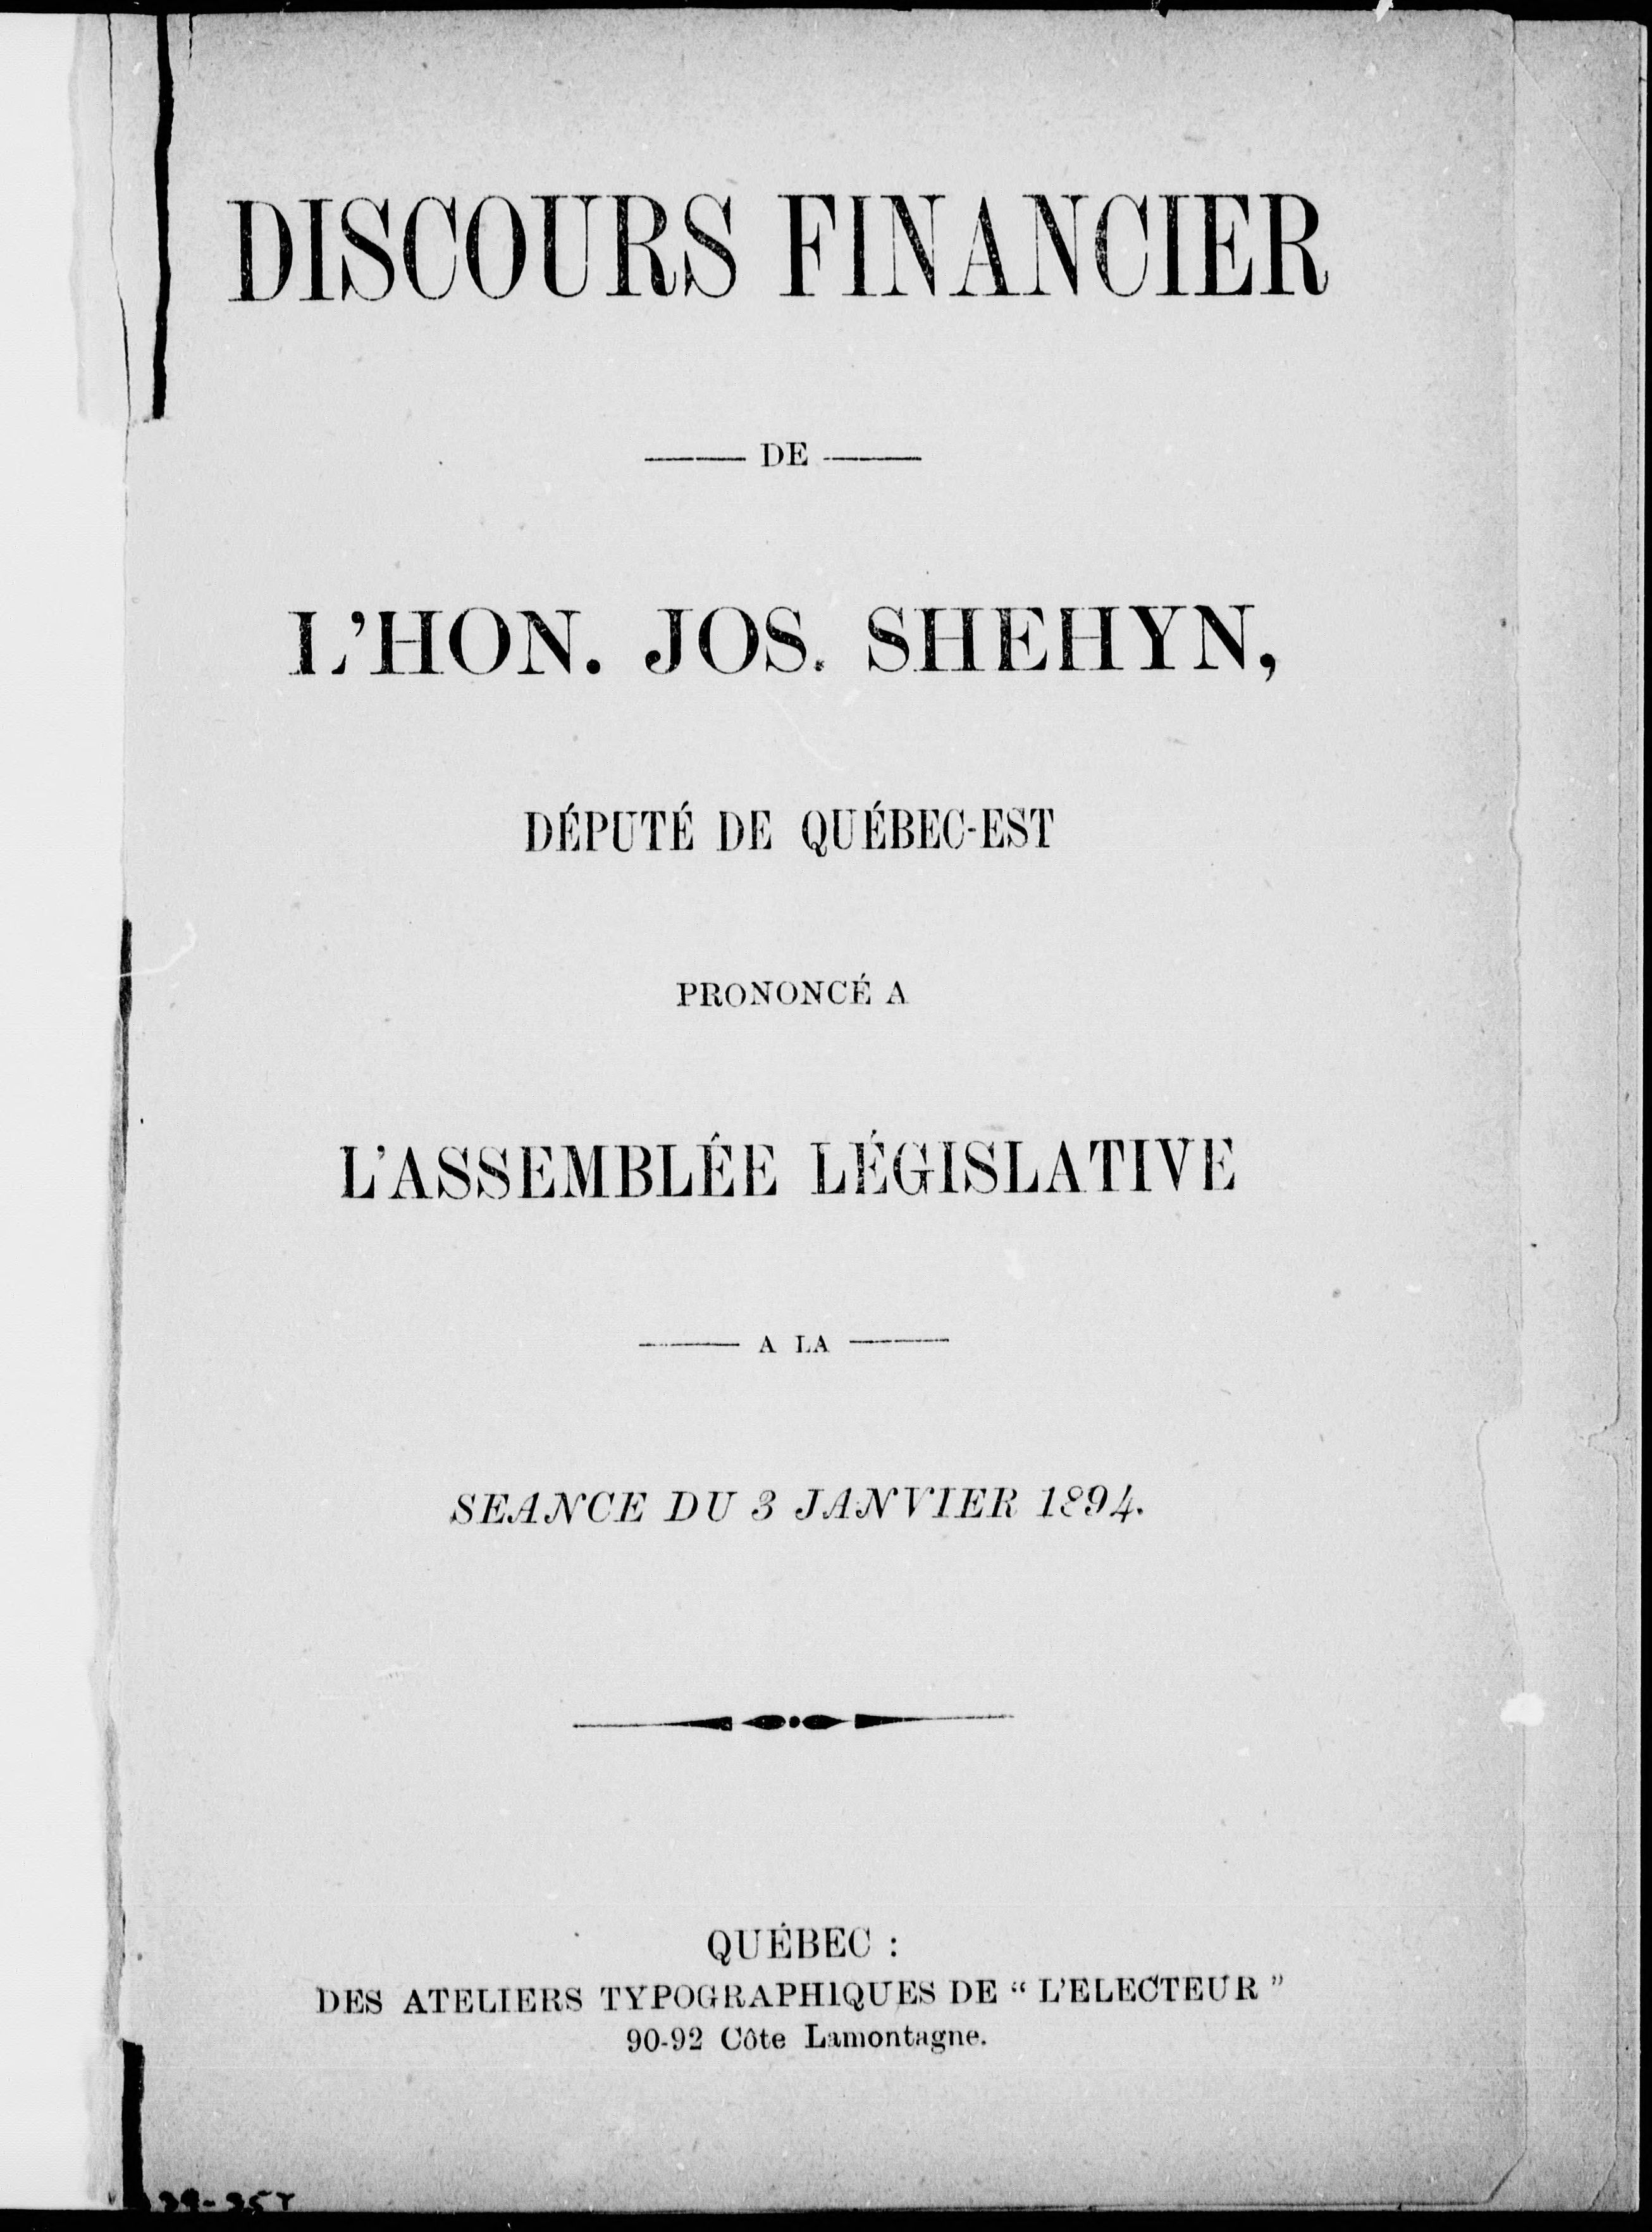 DISCOURS FINANCIER
DE
L'HON. JOS. SHEHYN,
DÉPUTÉ DE QUÉBEC-EST
PRONONCÉ A
L'ASSEMBLÉE LÉGISLATIVE
A LA
SEANCE DU 3 JANVIER 1894.
QUÉBEC :
DES ATELIERS TYPOGRAPHIQUES DE “ L'ELECTEUR ”
90-92 Côte Lamontagne.